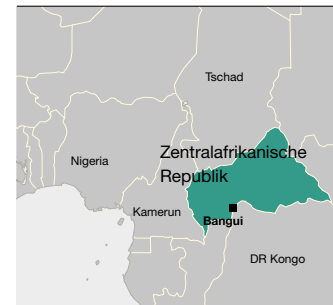 Tschad
Zentralafrikanische
Republik
Nigeria
Kamerun
Bangui
DR Kongo